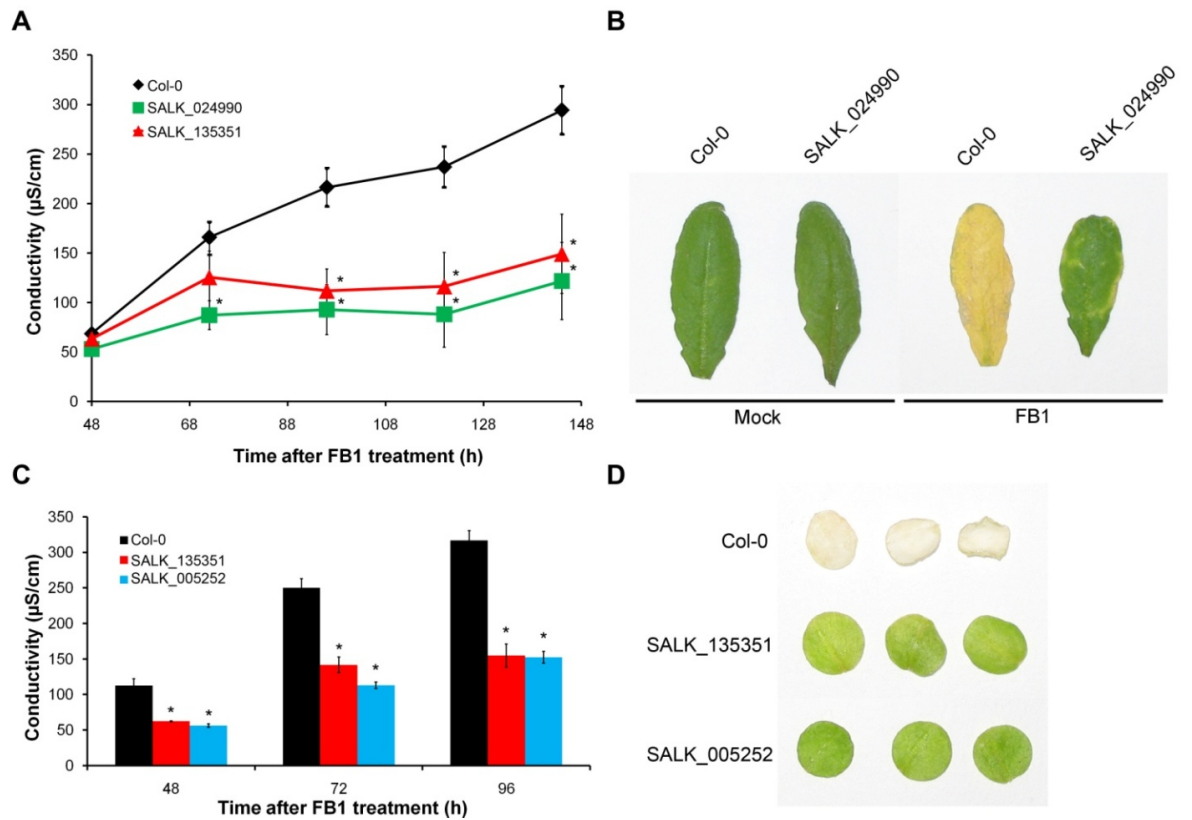 A
350
300
250
200
150
100
50
0
Conductivity (µS/cm)
Col-0
SALK_024990
SALK_135351
*
*
*
*
*
*
*
48 68 88 108 128 148
Time after FB1 treatment (h)
B
Col-0
SALK_024990
Col-0
SALK_024990
Mock
FB1
C
350
300
250
200
150
100
50
0
Conductivity (µS/cm)
Col-0
SALK_135351
SALK_005252
* *
* *
* *
48 72 96
Time after FB1 treatment (h)
D
Col-0
SALK_135351
SALK_005252